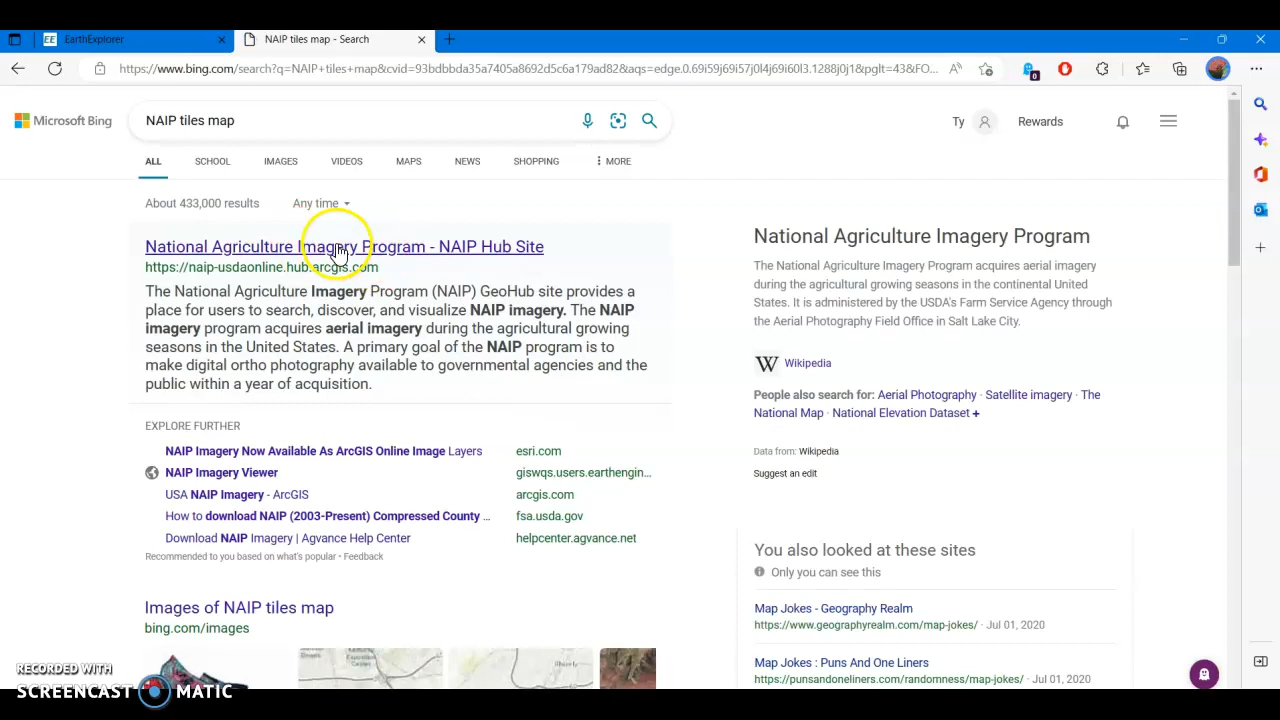 EE EarthExplorer
NAIP tiles map - Search
https://www.bing.com/search?q=NAIP+tiles+map&cvid=93bdbbda35a7405a8692d5c6a179ad82&aqs=edge.0.69i59j69i57j0l4j69i60l3.1288j0j1&pglt=43&FO...
0
Microsoft Bing
NAIP tiles map
Ty
Rewards
ALL SCHOOL IMAGES VIDEOS MAPS NEWS SHOPPING MORE
About 433,000 results Any time
National Agriculture Imagery Program - NAIP Hub Site
https://naip-usdaonline.hub.arcgis.com
The National Agriculture Imagery Program (NAIP) GeoHub site provides a
place for users to search, discover, and visualize NAIP imagery. The NAIP
imagery program acquires aerial imagery during the agricultural growing
seasons in the United States. A primary goal of the NAIP program is to
make digital ortho photography available to governmental agencies and the
public within a year of acquisition.
EXPLORE FURTHER
NAIP Imagery Now Available As ArcGIS Online Image Layers esri.com
NAIP Imagery Viewer giswqs.users.earthengin...
USA NAIP Imagery - ArcGIS arcgis.com
How to download NAIP (2003-Present) Compressed County ... fsa.usda.gov
Download NAIP Imagery | Agvance Help Center helpcenter.agvance.net
Recommended to you based on what's popular • Feedback
Images of NAIP tiles map
bing.com/images
National Agriculture Imagery Program
The National Agriculture Imagery Program acquires aerial imagery
during the agricultural growing seasons in the continental United
States. It is administered by the USDA's Farm Service Agency through
the Aerial Photography Field Office in Salt Lake City.
W Wikipedia
People also search for: Aerial Photography · Satellite imagery · The
National Map · National Elevation Dataset +
Data from: Wikipedia
Suggest an edit
You also looked at these sites
Only you can see this
Map Jokes - Geography Realm
https://www.geographyrealm.com/map-jokes/ · Jul 01, 2020
Map Jokes : Puns And One Liners
https://punsandoneliners.com/randomness/map-jokes/ · Jul 01, 2020
RECORDED WITH
SCREENCAST MATIC